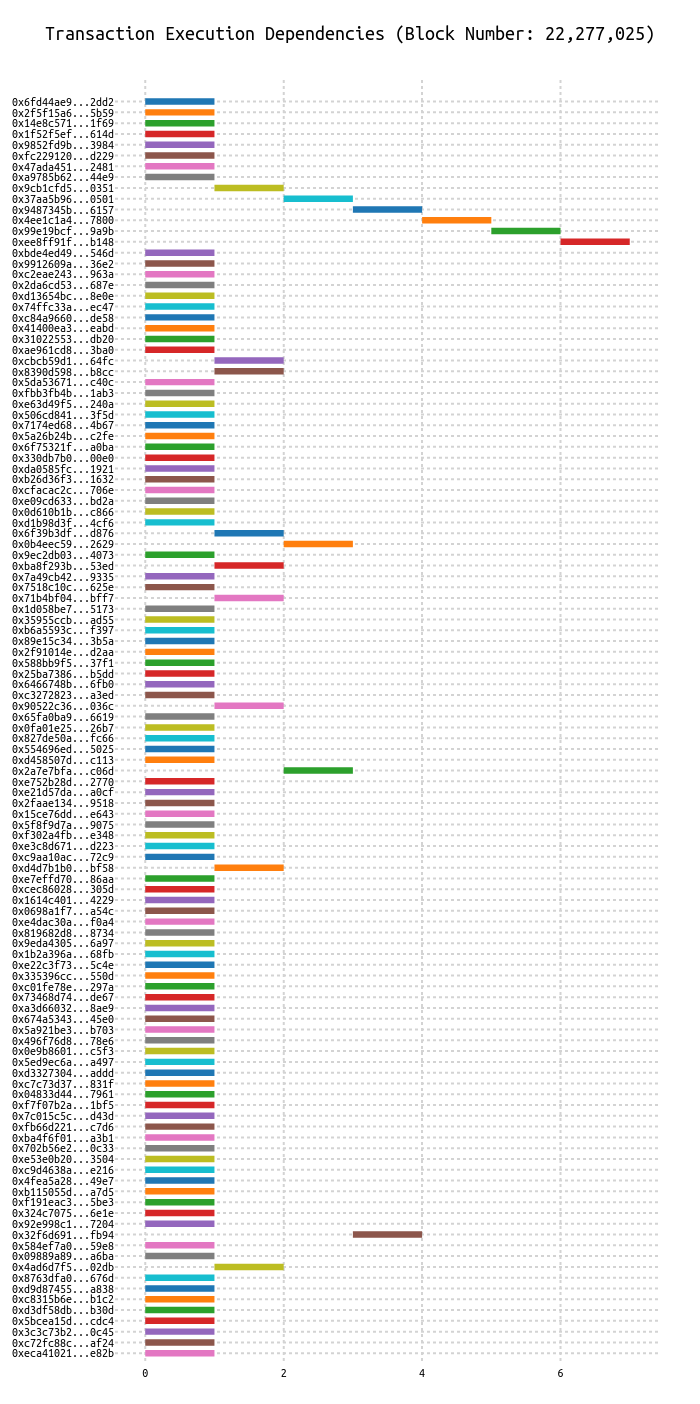 Transaction Execution Dependencies (Block Number: 22,277,025)
0x6fd44ae9...2dd2
0x2f5f15a6...5b59
0x14e8c571...1f69
0x1f52f5ef...614d
0x9852fd9b...3984
0xfc229120...d229
0x47ada451...2481
0xa9785b62...44e9
0x9cb1cfd5...0351
0x37aa5b96...0501
0x9487345b...6157
0x4ee1c1a4...7800
0x99e19bcf...9a9b
0xee8ff91f...b148
0xbde4ed49...546d
0x9912609a...36e2
0xc2eae243...963a
0x2da6cd53...687e
0xd13654bc...8e0e
0x74ffc33a...ec47
0xc84a9660...de58
0x41400ea3...eabd
0x31022553...db20
0xae961cd8...3ba0
0xcbcb59d1...64fc
0x8390d598...b8cc
0x5da53671...c40c
0xfbb3fb4b...1ab3
0xe63d49f5...240a
0x506cd841...3f5d
0x7174ed68...4b67
0x5a26b24b...c2fe
0x6f75321f...a0ba
0x330db7b0...00e0
0xda0585fc...1921
0xb26d36f3...1632
0xcfacac2c...706e
0xe09cd633...bd2a
0x0d610b1b...c866
0xd1b98d3f...4cf6
0x6f39b3df...d876
0x0b4eec59...2629
0x9ec2db03...4073
0xba8f293b...53ed
0x7a49cb42...9335
0x7518c10c...625e
0x71b4bf04...bff7
0x1d058be7...5173
0x35955ccb...ad55
0xb6a5593c...f397
0x89e15c34...3b5a
0x2f91014e...d2aa
0x588bb9f5...37f1
0x25ba7386...b5dd
0x6466748b...6fb0
0xc3272823...a3ed
0x90522c36...036c
0x65fa0ba9...6619
0x0fa01e25...26b7
0x827de50a...fc66
0x554696ed...5025
0xd458507d...c113
0x2a7e7bfa...c06d
0xe752b28d...2770
0xe21d57da...a0cf
0x2faae134...9518
0x15ce76dd...e643
0x5f8f9d7a...9075
0xf302a4fb...e348
0xe3c8d671...d223
0xc9aa10ac...72c9
0xd4d7b1b0...bf58
0xe7effd70...86aa
0xcec86028...305d
0x1614c401...4229
0x0698a1f7...a54c
0xe4dac30a...f0a4
0x819682d8...8734
0x9eda4305...6a97
0x1b2a396a...68fb
0xe22c3f73...5c4e
0x335396cc...550d
0xc01fe78e...297a
0x73468d74...de67
0xa3d66032...8ae9
0x674a5343...45e0
0x5a921be3...b703
0x496f76d8...78e6
0x0e9b8601...c5f3
0x5ed9ec6a...a497
0xd3327304...addd
0xc7c73d37...831f
0x04833d44...7961
0xf7f07b2a...1bf5
0x7c015c5c...d43d
0xfb66d221...c7d6
0xba4f6f01...a3b1
0x702b56e2...0c33
0xe53e0b20...3504
0xc9d4638a...e216
0x4fea5a28...49e7
0xb115055d...a7d5
0xf191eac3...5be3
0x324c7075...6e1e
0x92e998c1...7204
0x32f6d691...fb94
0x584ef7a0...59e8
0x09889a89...a6ba
0x4ad6d7f5...02db
0x8763dfa0...676d
0xd9d87455...a838
0xc8315b6e...b1c2
0xd3df58db...b30d
0x5bcea15d...cdc4
0x3c3c73b2...0c45
0xc72fc88c...af24
0xeca41021...e82b
0 2 4 6